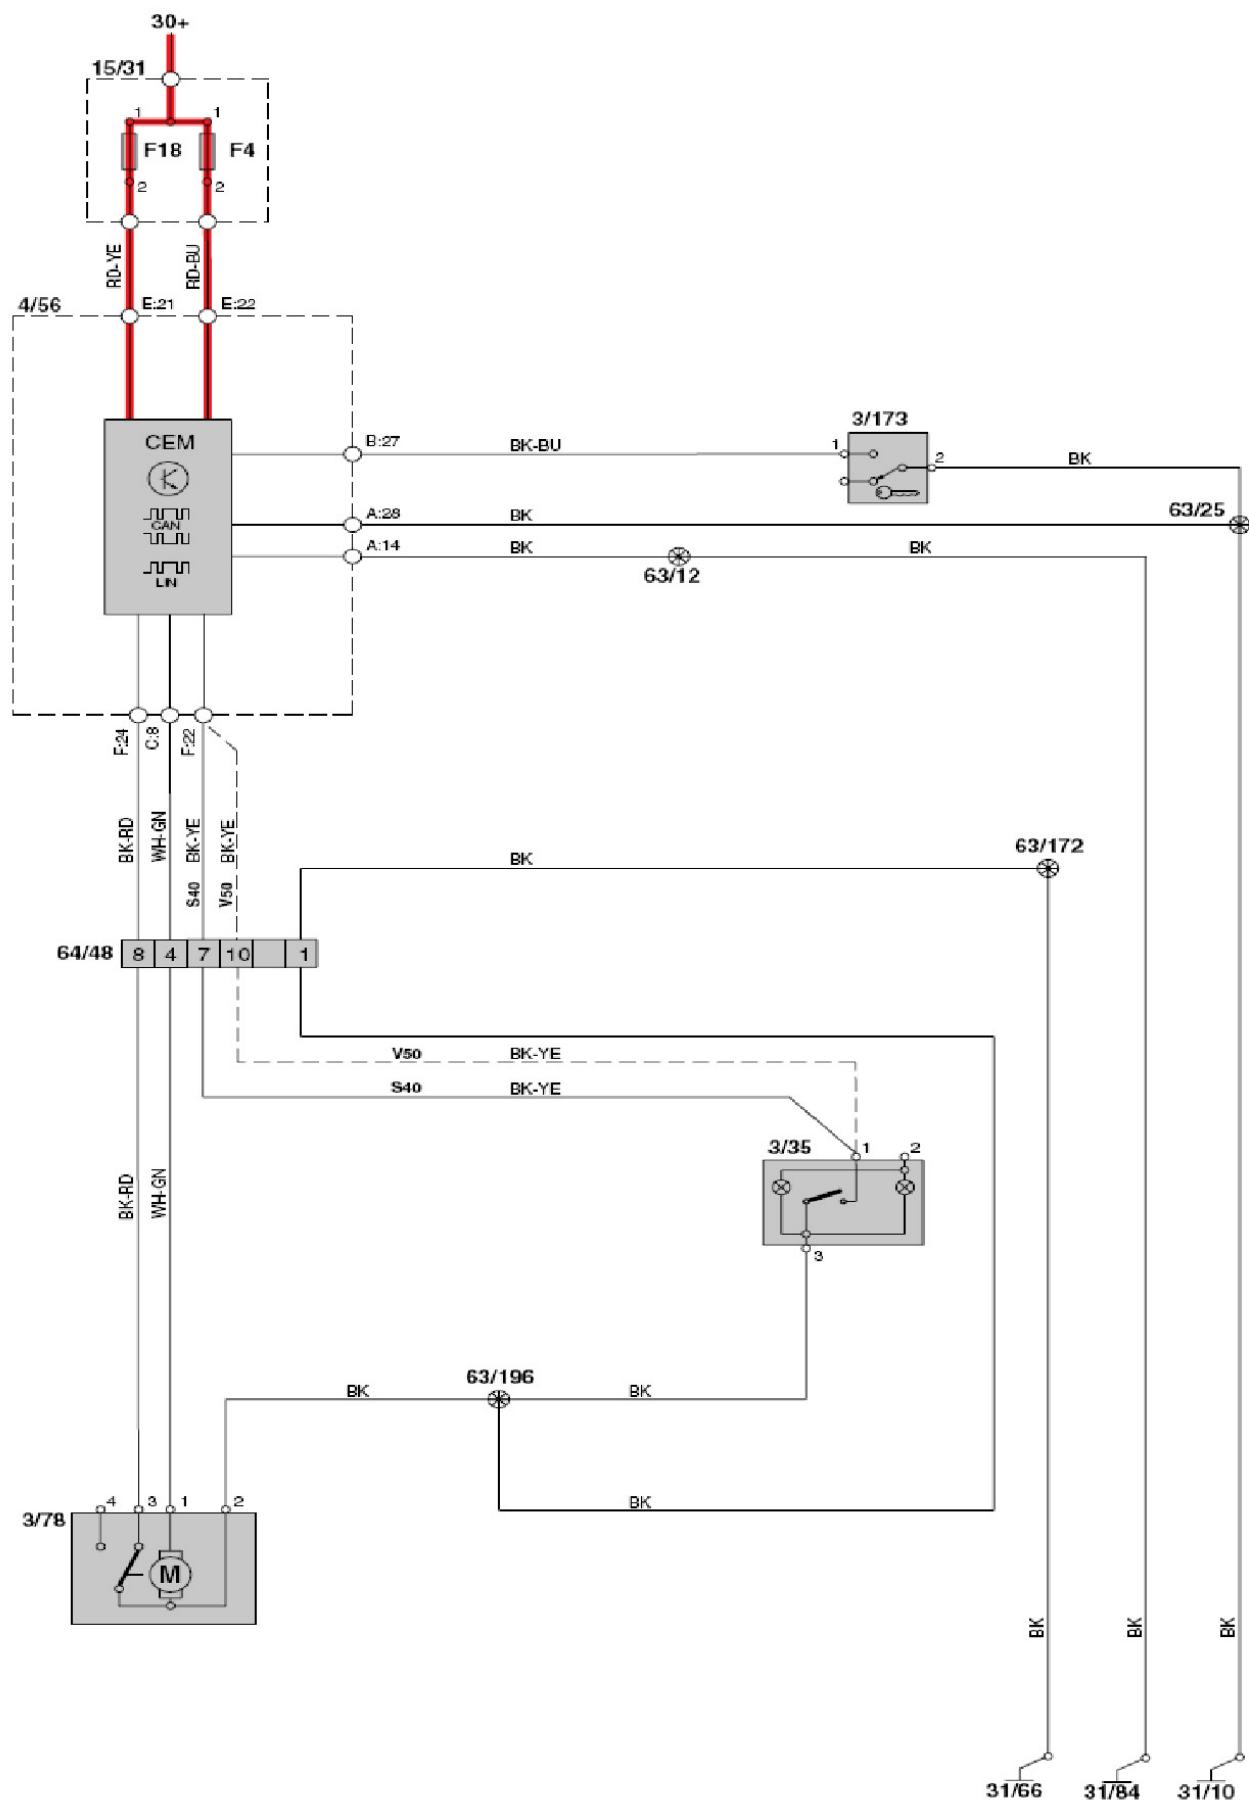 30+
15/31
1
1
F18
F4
2
2
RD-YE
RD-BU
4/56
E:21
E:22
CEM
CAN
LIN
B:27
BK-BU
3/173
1
2
BK
A:28
BK
63/25
A:14
BK
63/12
BK
F:24
C:8
F:22
BK-RD
WH-GN
BK-YE
BK-YE
S40
V50
BK
63/172
64/48
8
4
7
10
1
V50
BK-YE
S40
BK-YE
3/35
1
2
3
BK-RD
WH-GN
63/196
BK
BK
BK
3/78
4
3
1
2
M
BK
BK
BK
31/66
31/84
31/10